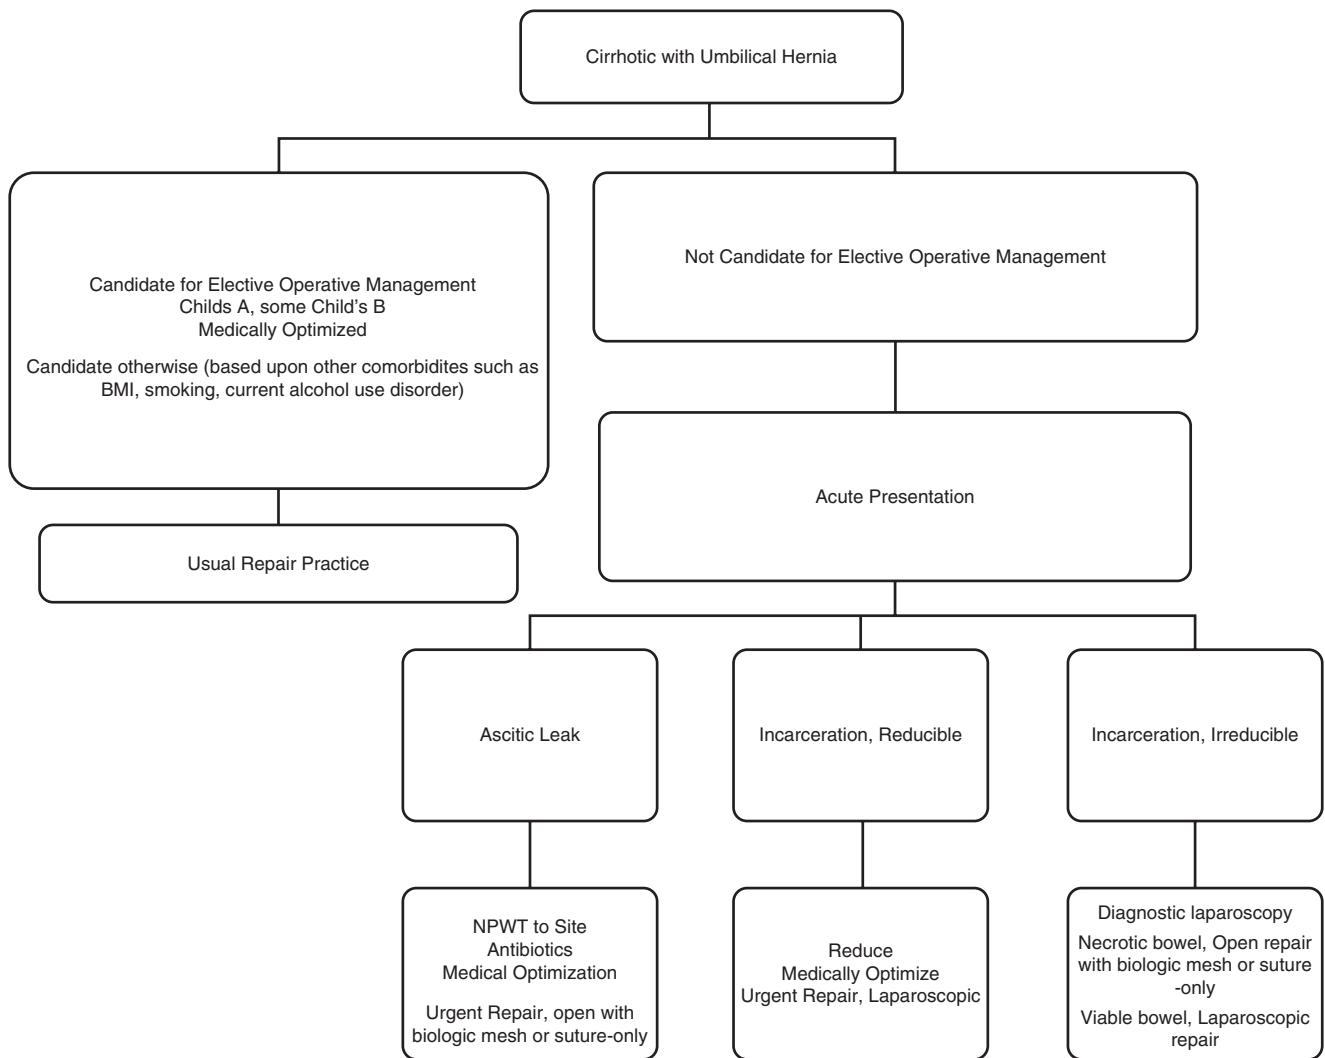 Cirrhotic with Umbilical Hernia
Candidate for Elective Operative Management
Childs A, some Child's B
Medically Optimized
Candidate otherwise (based upon other comorbidites such as
BMI, smoking, current alcohol use disorder)
Not Candidate for Elective Operative Management
Usual Repair Practice
Acute Presentation
Ascitic Leak
Incarceration, Reducible
Incarceration, Irreducible
NPWT to Site
Antibiotics
Medical Optimization
Urgent Repair, open with
biologic mesh or suture-only
Reduce
Medically Optimize
Urgent Repair, Laparoscopic
Diagnostic laparoscopy
Necrotic bowel, Open repair
with biologic mesh or suture
-only
Viable bowel, Laparoscopic
repair